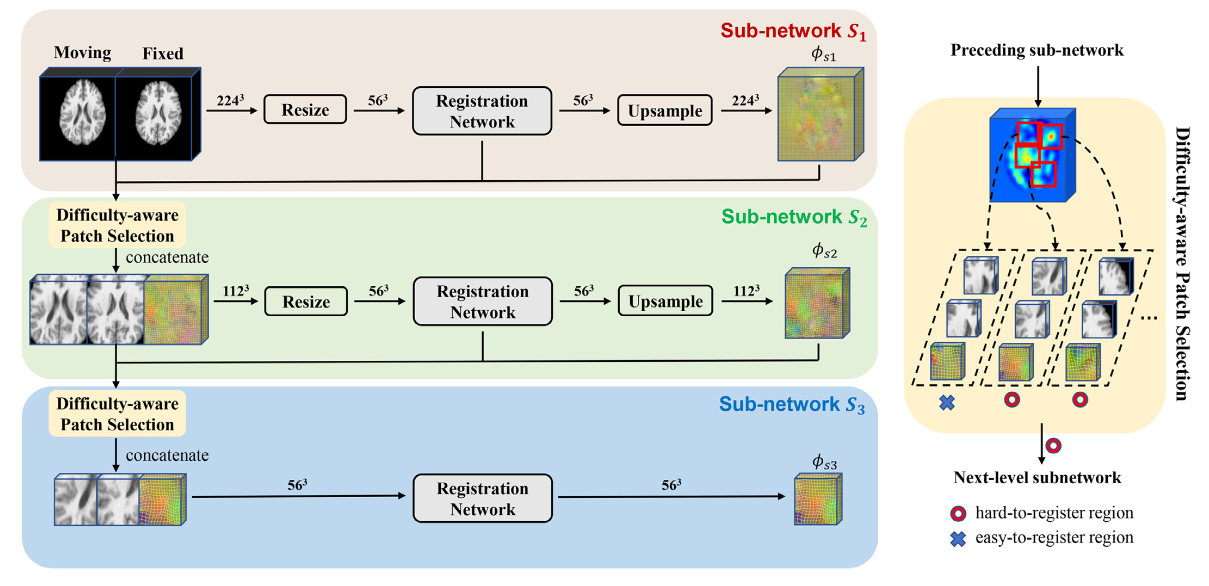 Sub-network S₁
Moving
Fixed
ϕₛ₁
224³
Resize
56³
Registration
Network
56³
Upsample
224³
Difficulty-aware
Patch Selection
concatenate
Sub-network S₂
ϕₛ₂
112³
Resize
56³
Registration
Network
56³
Upsample
112³
Difficulty-aware
Patch Selection
concatenate
Sub-network S₃
ϕₛ₃
56³
Registration
Network
56³
Preceding sub-network
Difficulty-aware Patch Selection
...
Next-level subnetwork
hard-to-register region
easy-to-register region